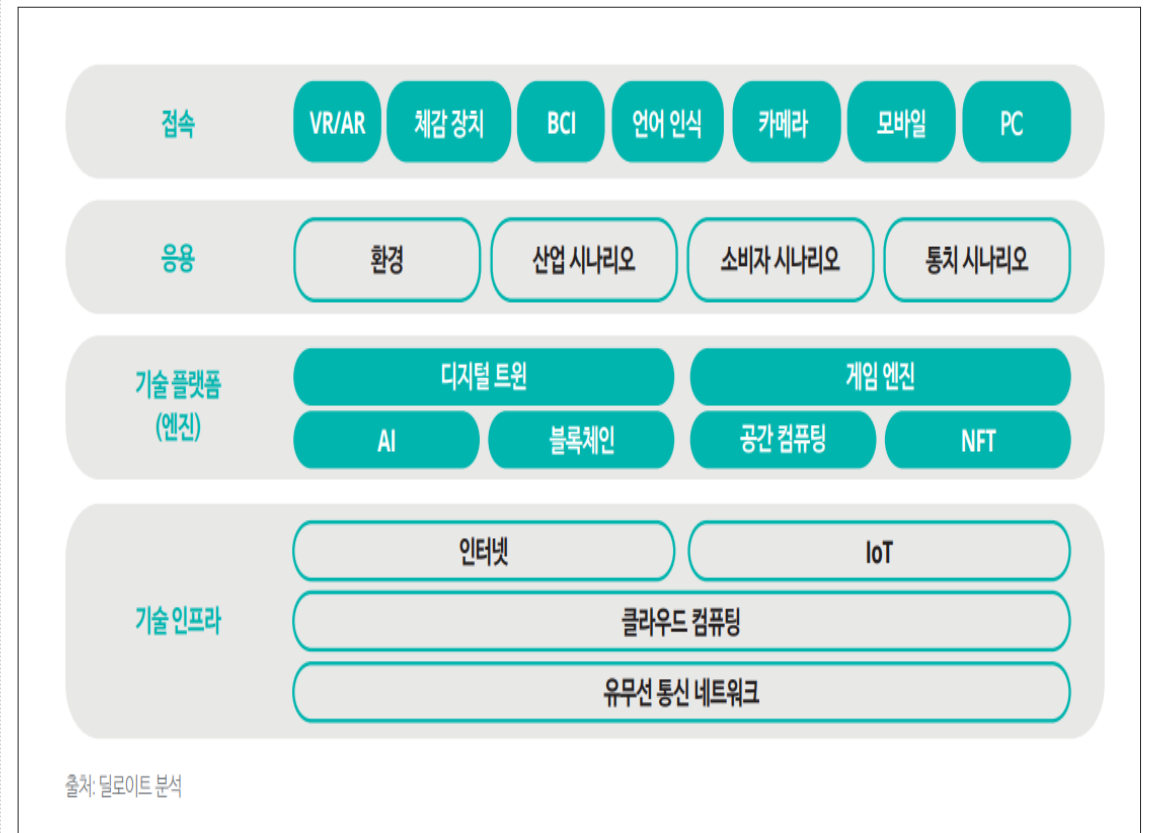 접속
VR/AR
체감 장치
BCI
언어 인식
카메라
모바일
PC
응용
환경
산업 시나리오
소비자 시나리오
통치 시나리오
기술 플랫폼
(엔진)
디지털 트윈
게임 엔진
AI
블록체인
공간 컴퓨팅
NFT
기술 인프라
인터넷
IoT
클라우드 컴퓨팅
유무선 통신 네트워크
출처: 딜로이트 분석